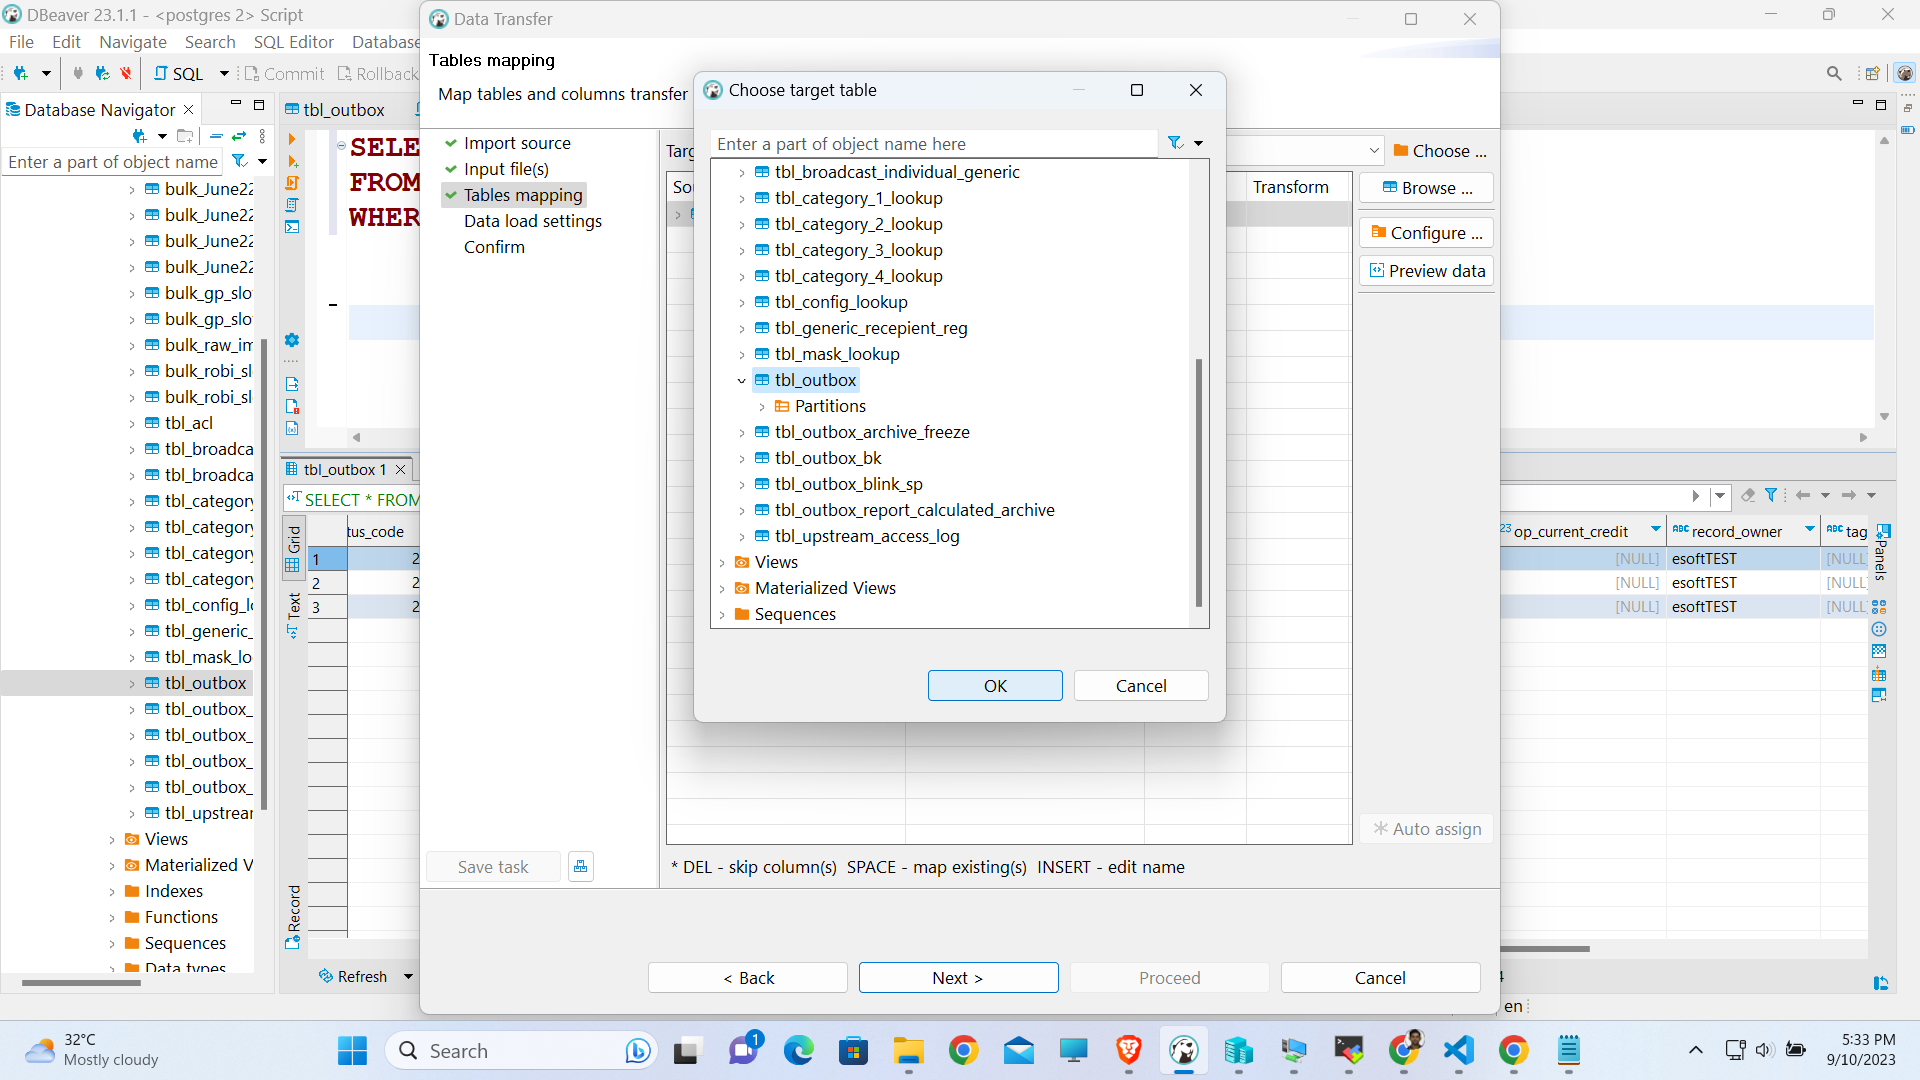 DBeaver 23.1.1 - <postgres 2> Script
File Edit Navigate Search SQL Editor Database
SQL Commit Rollback
Database Navigator
Enter a part of object name
bulk_June22
bulk_June22
bulk_June22
bulk_June22
bulk_gp_slo
bulk_gp_slo
bulk_raw_im
bulk_robi_sl
bulk_robi_sl
tbl_acl
tbl_broadca
tbl_broadca
tbl_category
tbl_category
tbl_category
tbl_category
tbl_config_l
tbl_generic_
tbl_mask_lo
tbl_outbox
tbl_outbox_
tbl_outbox_
tbl_outbox_
tbl_outbox_
tbl_upstrear
Views
Materialized V
Indexes
Functions
Sequences
Data types
tbl_outbox
SELE
FROM
WHER
tbl_outbox 1
SELECT * FROM
Grid
Text
Record
tus_code
1 2
2 2
3 2
Refresh
Data Transfer
Tables mapping
Map tables and columns transfer
Import source
Input file(s)
Tables mapping
Data load settings
Confirm
Save task
Targ
Choose ...
Sou
Transform
Browse ...
Configure ...
Preview data
Auto assign
* DEL - skip column(s) SPACE - map existing(s) INSERT - edit name
< Back
Next >
Proceed
Cancel
Choose target table
Enter a part of object name here
tbl_broadcast_individual_generic
tbl_category_1_lookup
tbl_category_2_lookup
tbl_category_3_lookup
tbl_category_4_lookup
tbl_config_lookup
tbl_generic_recepient_reg
tbl_mask_lookup
tbl_outbox
Partitions
tbl_outbox_archive_freeze
tbl_outbox_bk
tbl_outbox_blink_sp
tbl_outbox_report_calculated_archive
tbl_upstream_access_log
Views
Materialized Views
Sequences
OK
Cancel
23 op_current_credit ABC record_owner ABC tag
[NULL] esoftTEST [NULL
[NULL] esoftTEST [NULL
[NULL] esoftTEST [NULL
Panels
4
en
32°C
Mostly cloudy
Search
1
5:33 PM
9/10/2023